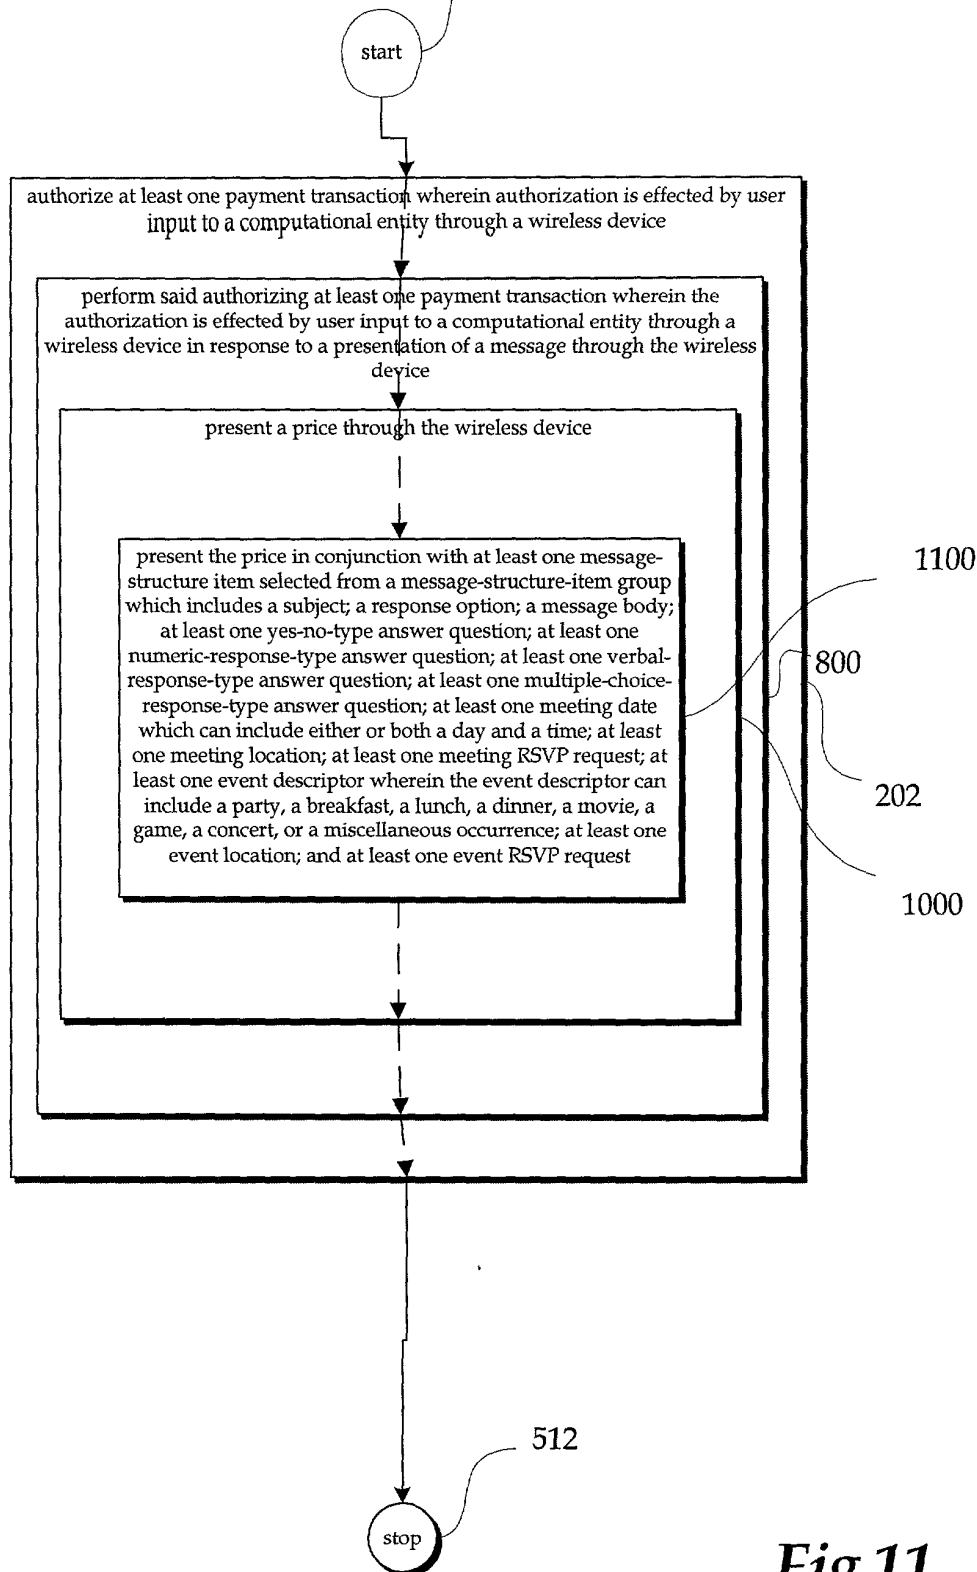 start
authorize at least one payment transaction wherein authorization is effected by user
input to a computational entity through a wireless device
perform said authorizing at least one payment transaction wherein the
authorization is effected by user input to a computational entity through a
wireless device in response to a presentation of a message through the wireless
device
present a price through the wireless device
present the price in conjunction with at least one message-
structure item selected from a message-structure-item group
which includes a subject; a response option; a message body;
at least one yes-no-type answer question; at least one
numeric-response-type answer question; at least one verbal-
response-type answer question; at least one multiple-choice-
response-type answer question; at least one meeting date
which can include either or both a day and a time; at least
one meeting location; at least one meeting RSVP request; at
least one event descriptor wherein the event descriptor can
include a party, a breakfast, a lunch, a dinner, a movie, a
game, a concert, or a miscellaneous occurrence; at least one
event location; and at least one event RSVP request
1100
800
202
1000
512
stop
Fig 11